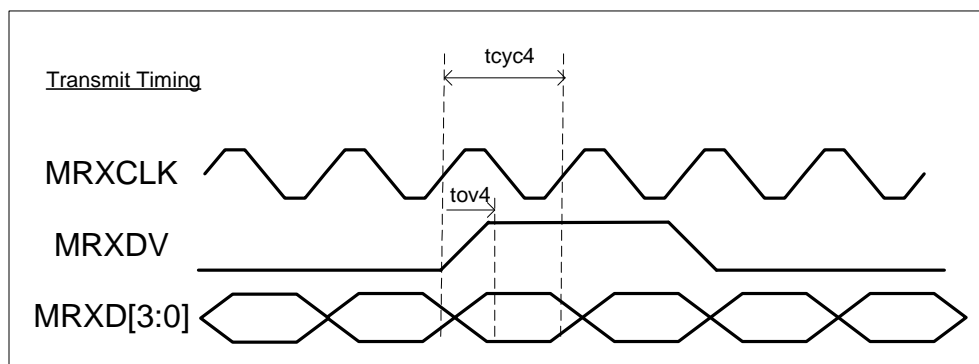 tcyc4
Transmit Timing
MRXCLK
tov4
MRXDV
MRXD[3:0]